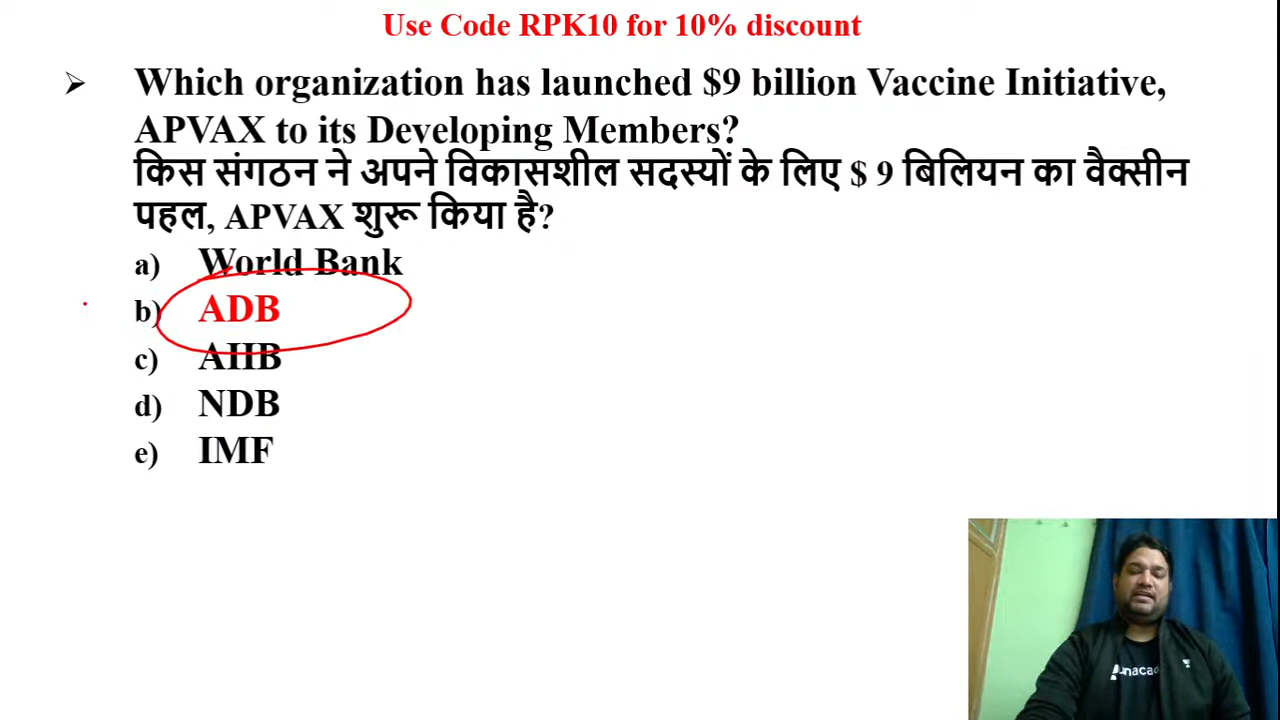 Use Code RPK10 for 10% discount
➢ Which organization has launched $9 billion Vaccine Initiative,
APVAX to its Developing Members?
किस संगठन ने अपने विकासशील सदस्यों के लिए $ 9 बिलियन का वैक्सीन
पहल, APVAX शुरू किया है?
a) World Bank
b) ADB
c) AIIB
d) NDB
e) IMF
unacad